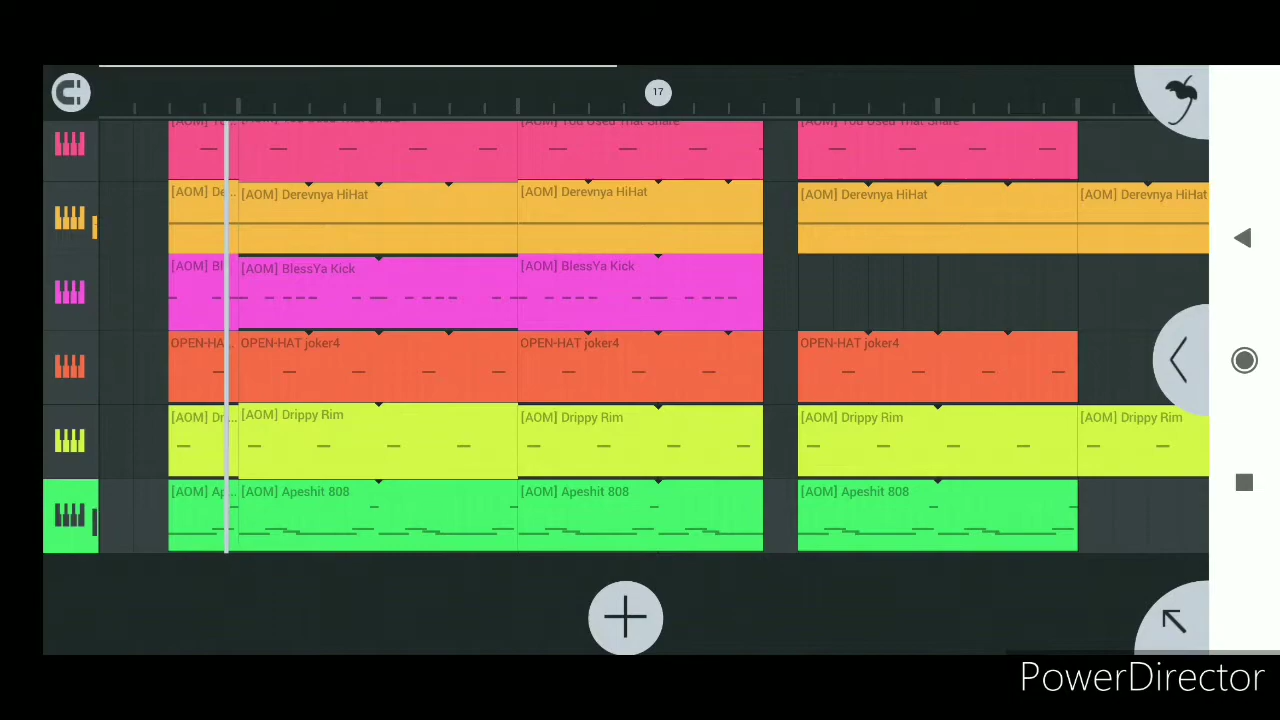 17
[AOM] You Used That Snare
[AOM] You Used That Snare
[AOM] De... [AOM] Derevnya HiHat [AOM] Derevnya HiHat [AOM] Derevnya HiHat [AOM] Derevnya HiHat
[AOM] Bl [AOM] BlessYa Kick [AOM] BlessYa Kick
OPEN-HA... OPEN-HAT joker4 OPEN-HAT joker4 OPEN-HAT joker4
[AOM] Dr... [AOM] Drippy Rim [AOM] Drippy Rim [AOM] Drippy Rim [AOM] Drippy Rim
[AOM] Ap... [AOM] Apeshit 808 [AOM] Apeshit 808 [AOM] Apeshit 808
PowerDirector